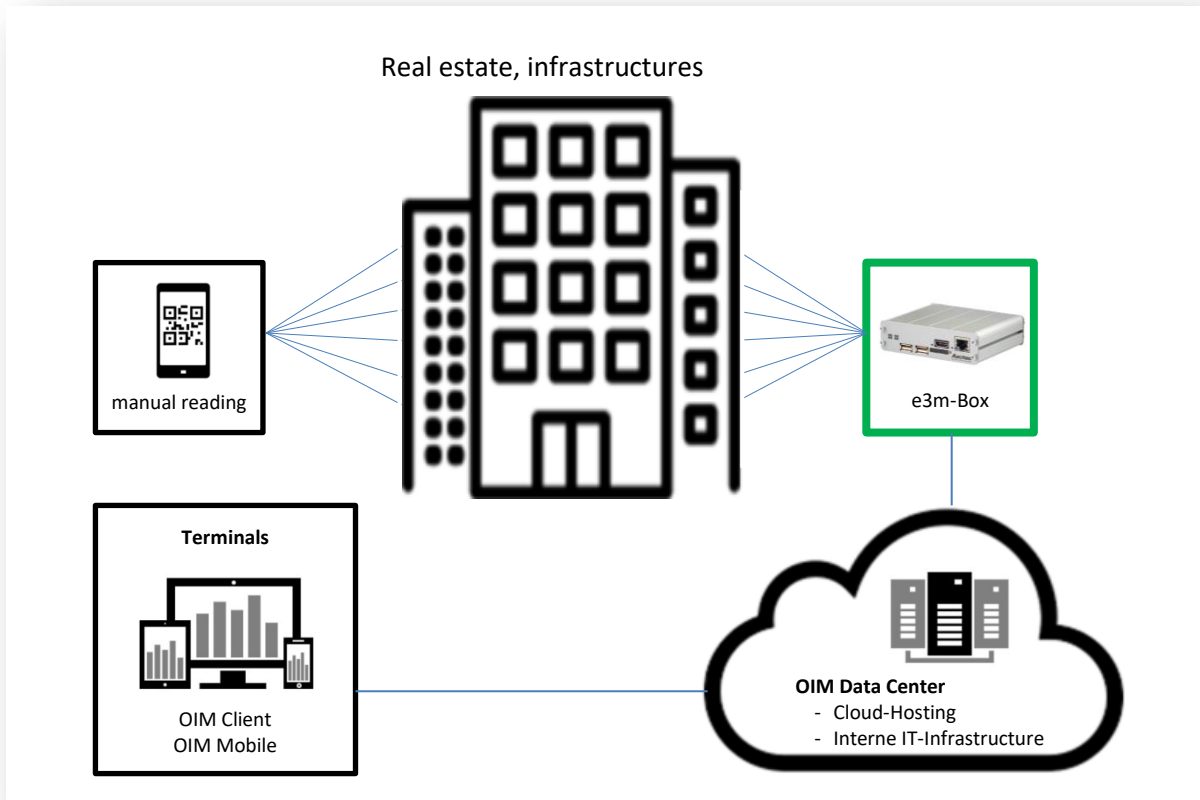 Real estate, infrastructures
manual reading
e3m-Box
Terminals
OIM Client
OIM Mobile
OIM Data Center
- Cloud-Hosting
- Interne IT-Infrastructure